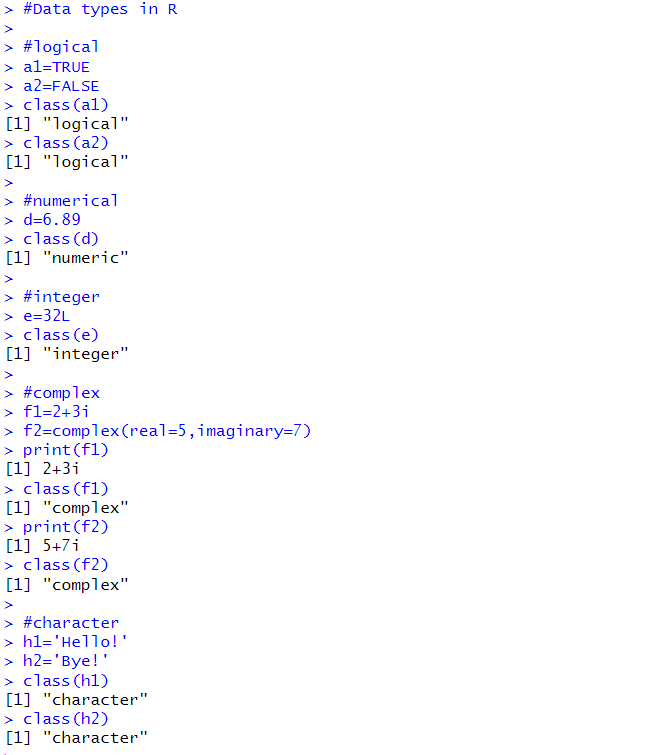 > #Data types in R
>
> #logical
> a1=TRUE
> a2=FALSE
> class(a1)
[1] "logical"
> class(a2)
[1] "logical"
>
> #numerical
> d=6.89
> class(d)
[1] "numeric"
>
> #integer
> e=32L
> class(e)
[1] "integer"
>
> #complex
> f1=2+3i
> f2=complex(real=5,imaginary=7)
> print(f1)
[1] 2+3i
> class(f1)
[1] "complex"
> print(f2)
[1] 5+7i
> class(f2)
[1] "complex"
>
> #character
> h1='Hello!'
> h2='Bye!'
> class(h1)
[1] "character"
> class(h2)
[1] "character"